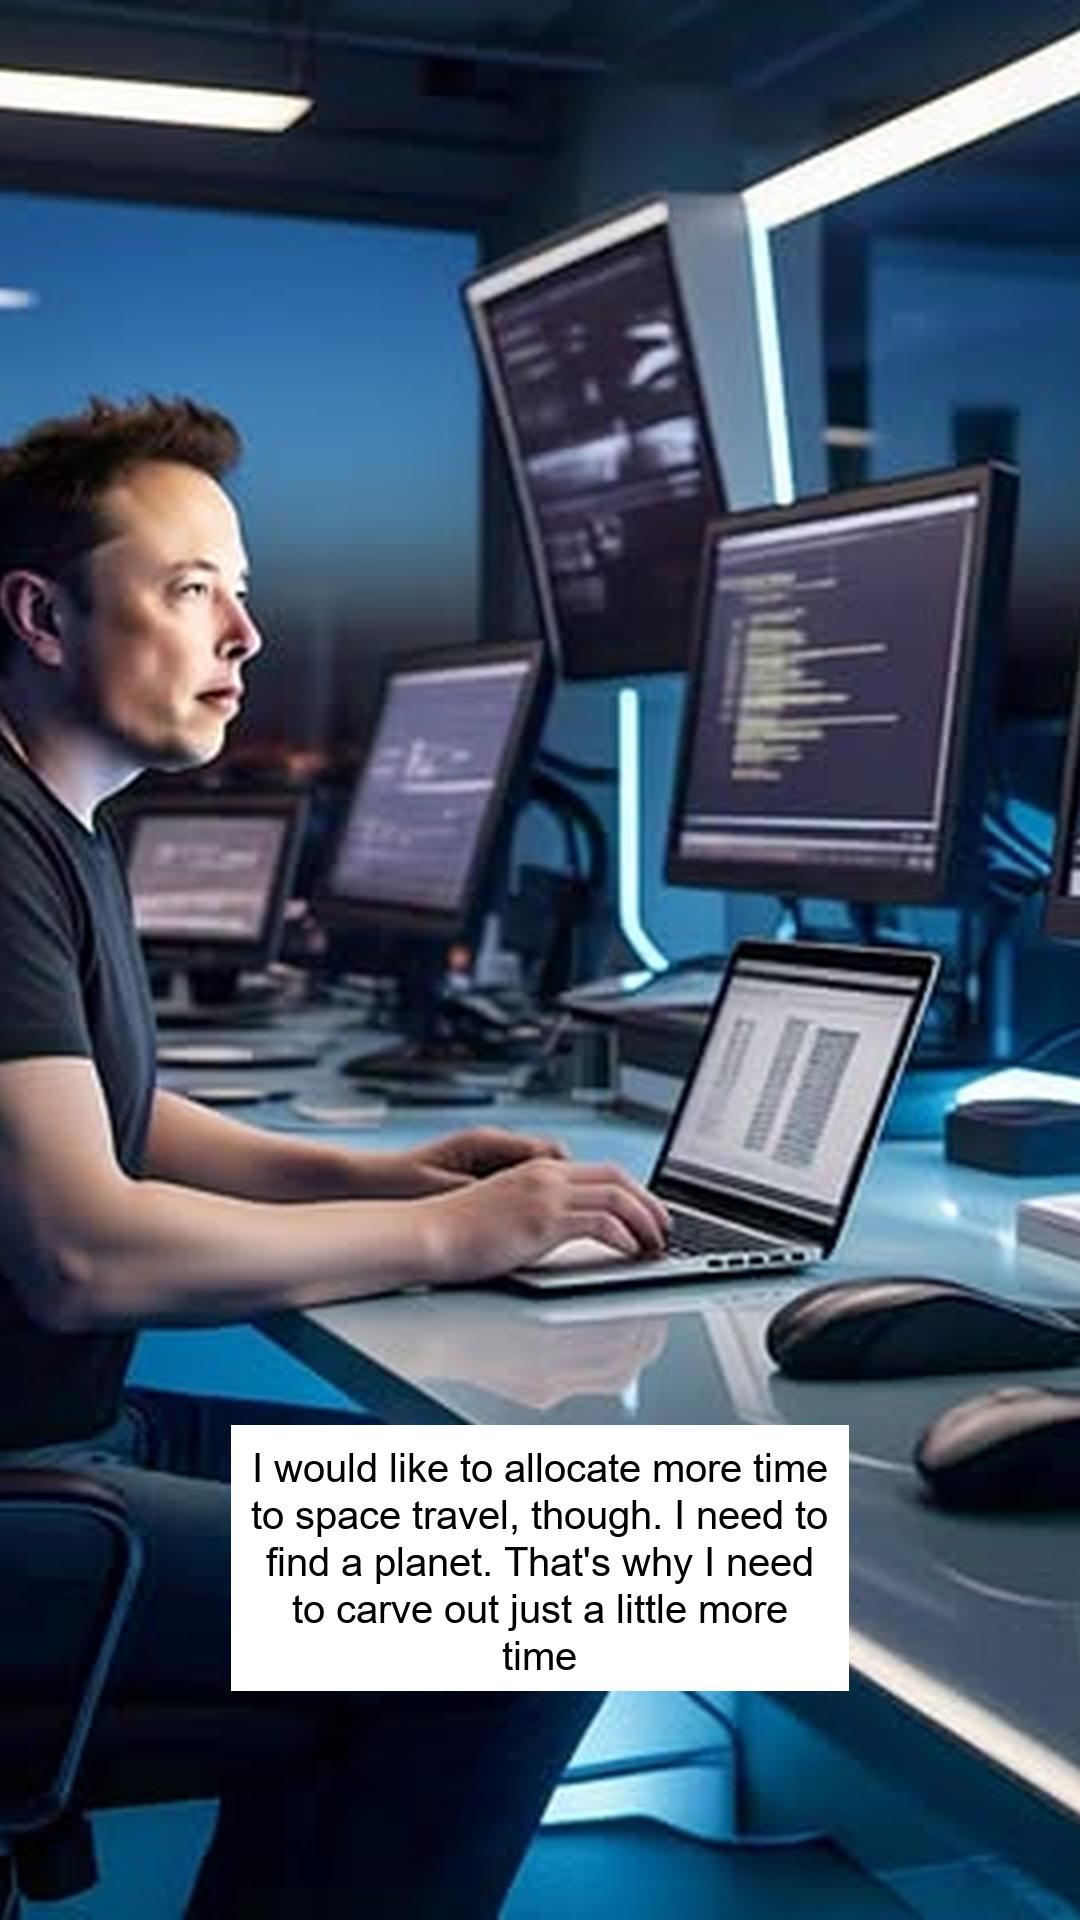 I would like to allocate more time
to space travel, though. I need to
find a planet. That's why I need
to carve out just a little more
time